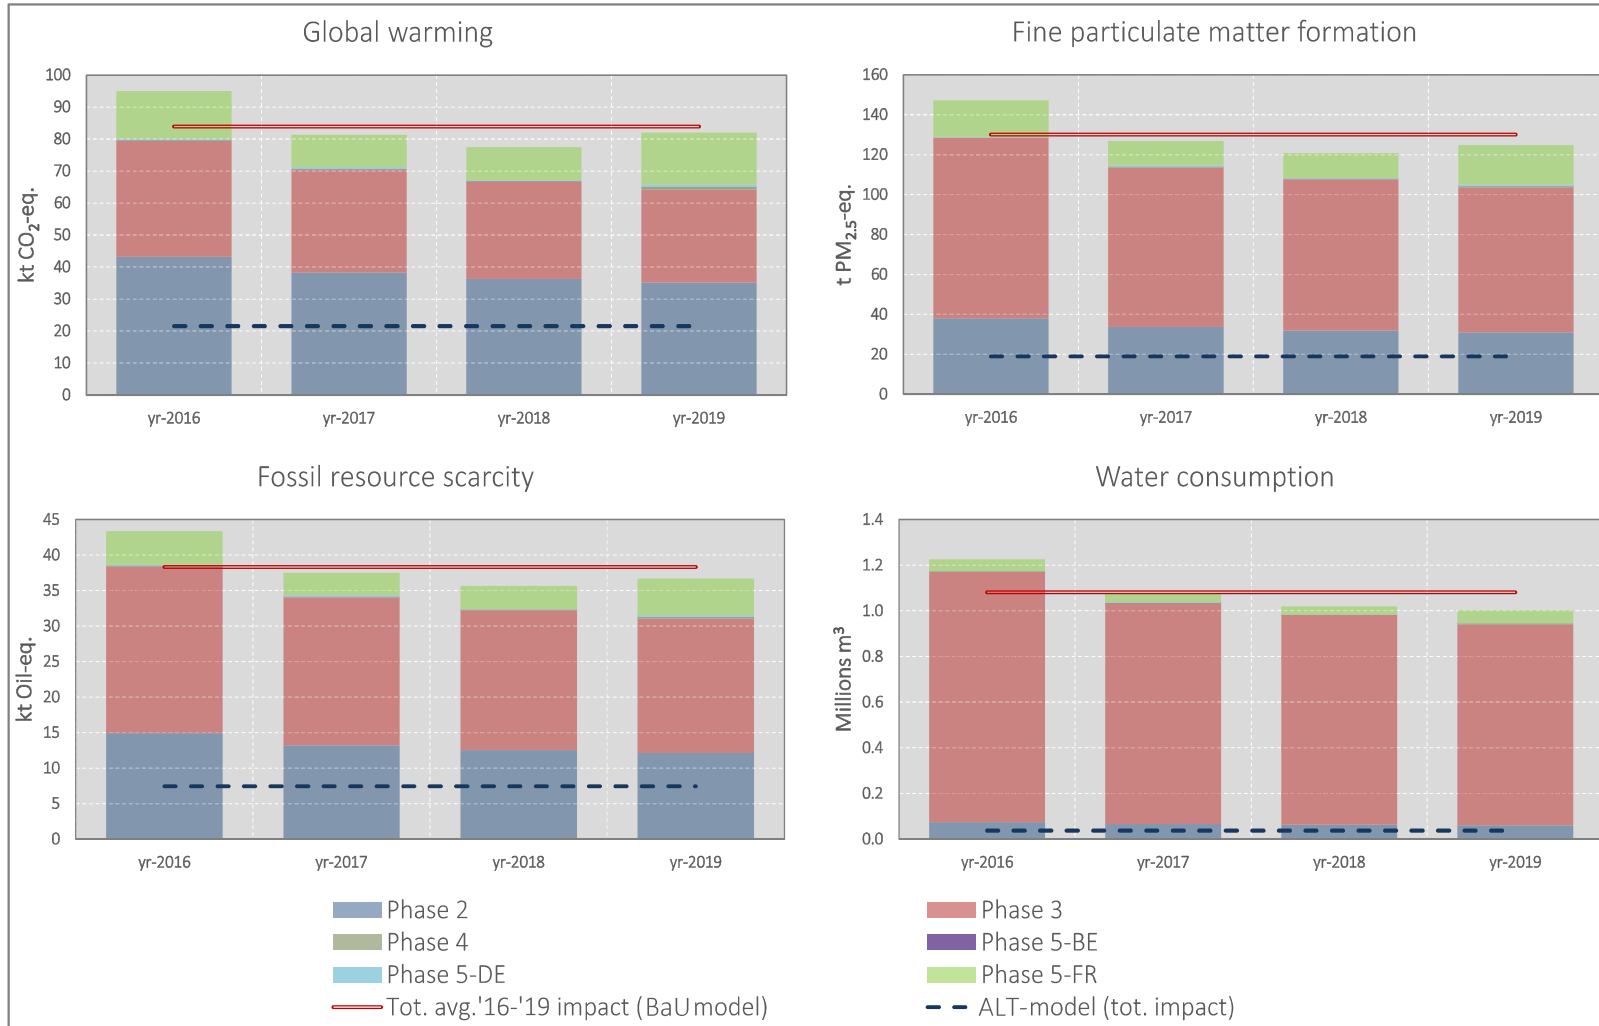 Global warming
kt CO₂-eq.
100
90
80
70
60
50
40
30
20
10
0
yr-2016 yr-2017 yr-2018 yr-2019
Fine particulate matter formation
t PM₂.₅-eq.
160
140
120
100
80
60
40
20
0
yr-2016 yr-2017 yr-2018 yr-2019
Fossil resource scarcity
kt Oil-eq.
45
40
35
30
25
20
15
10
5
0
yr-2016 yr-2017 yr-2018 yr-2019
Water consumption
Millions m³
1.4
1.2
1.0
0.8
0.6
0.4
0.2
0.0
yr-2016 yr-2017 yr-2018 yr-2019
Phase 2
Phase 3
Phase 4
Phase 5-BE
Phase 5-DE
Phase 5-FR
Tot. avg.'16-'19 impact (BaU model)
ALT-model (tot. impact)